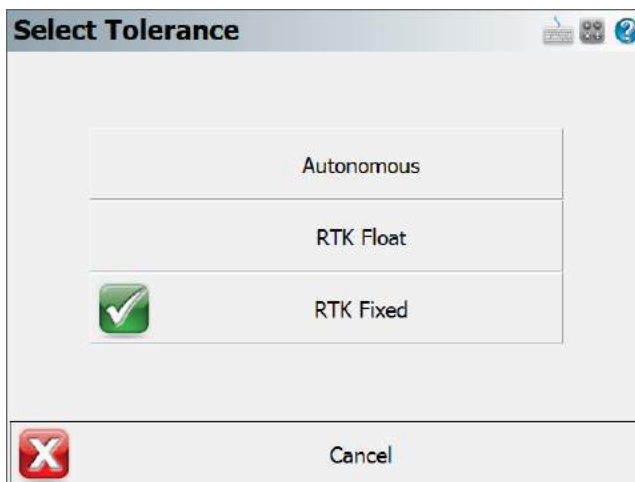 Select Tolerance
Autonomous
RTK Float
RTK Fixed
Cancel